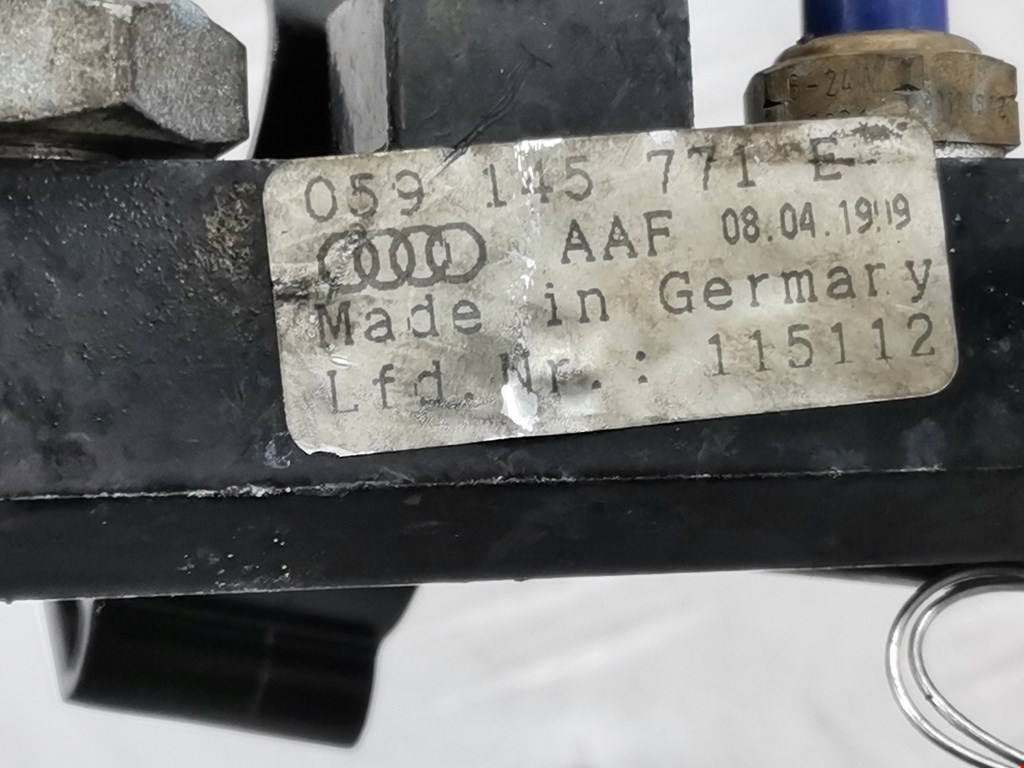 059 145 771 E
AAF 08.04.1999
Made in Germany
Lfd.Nr.: 115112